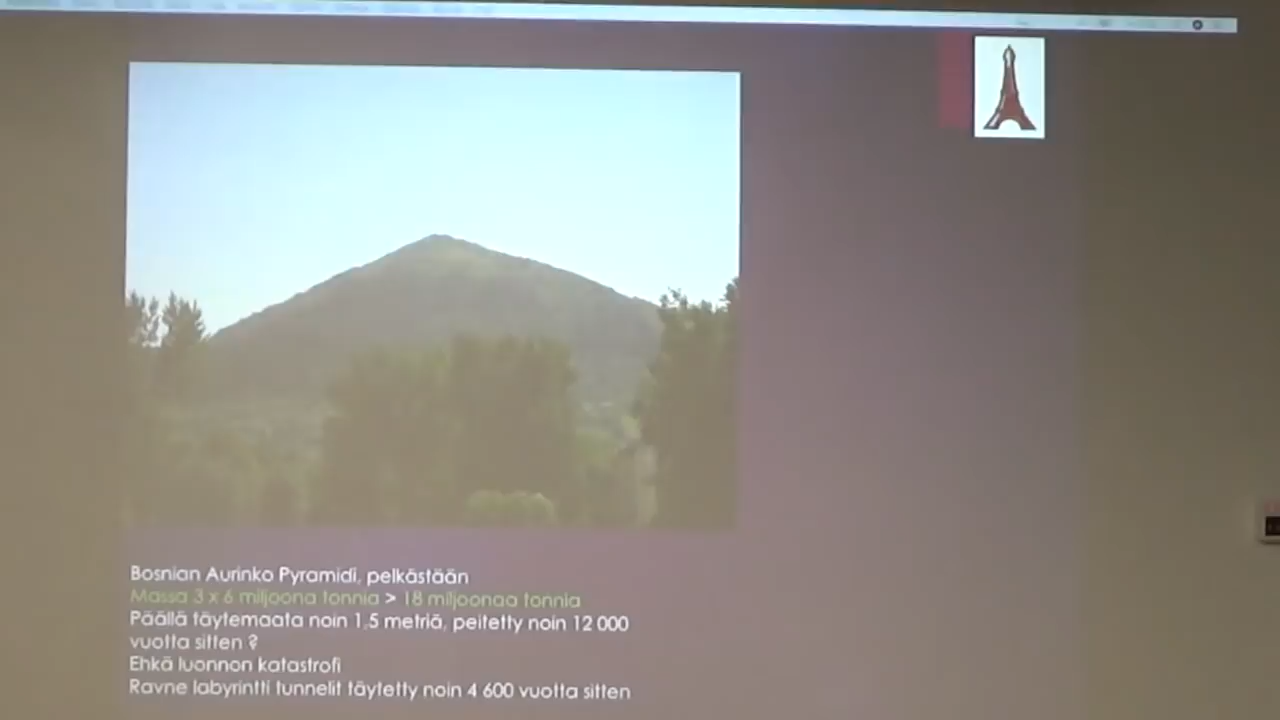 Bosnian Aurinko Pyramidi, pelkästään
Massa 3 x 6 miljoona tonnia > 18 miljoonaa tonnia
Päällä täytemaata noin 1,5 metriä, peitetty noin 12 000
vuotta sitten ?
Ehkä luonnon katastrofi
Ravne labyrintti tunnelit täytetty noin 4 600 vuotta sitten